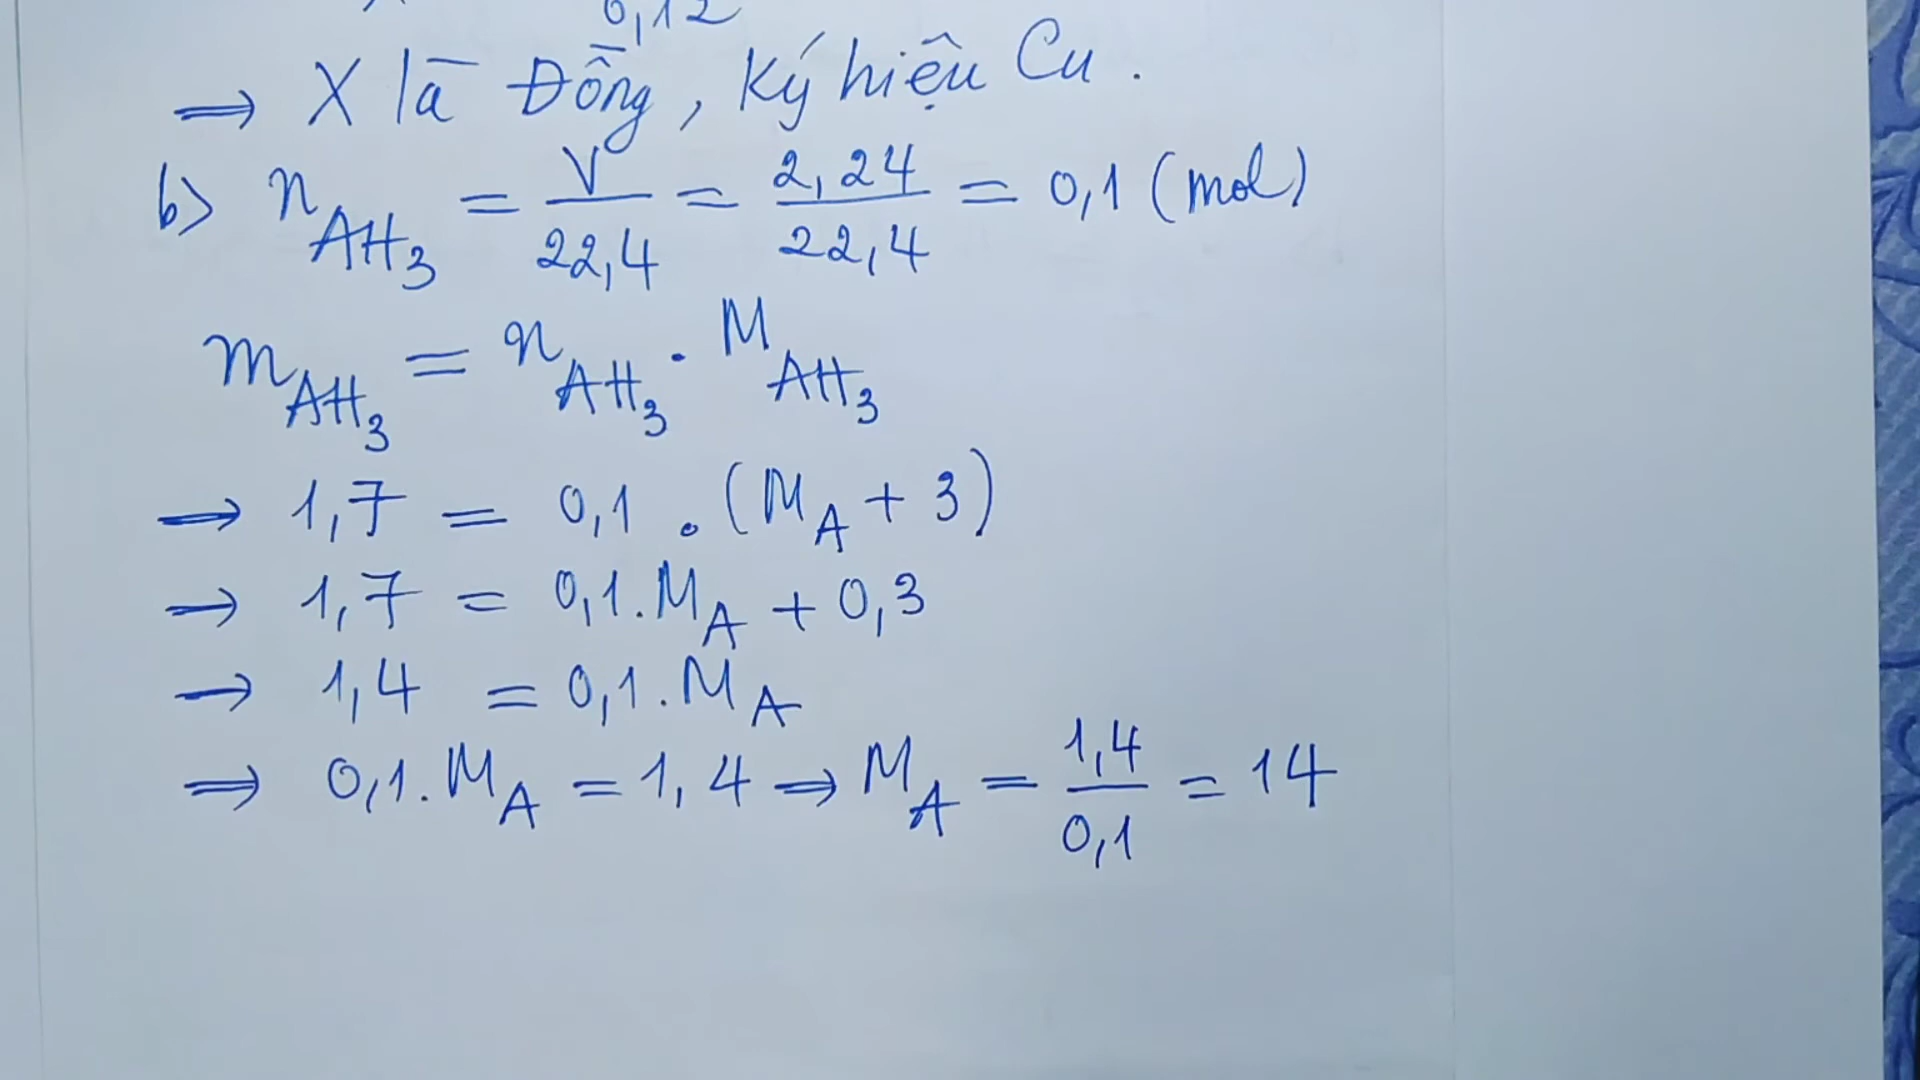 0,12
⇒ X là Đồng, Ký hiệu Cu.
b> n_AH₃ = V/22,4 = 2,24/22,4 = 0,1 (mol)
m_AH₃ = n_AH₃ . M_AH₃
→ 1,7 = 0,1 . (M_A + 3)
→ 1,7 = 0,1 . M_A + 0,3
→ 1,4 = 0,1 . M_A
⇒ 0,1 . M_A = 1,4 → M_A = 1,4/0,1 = 14